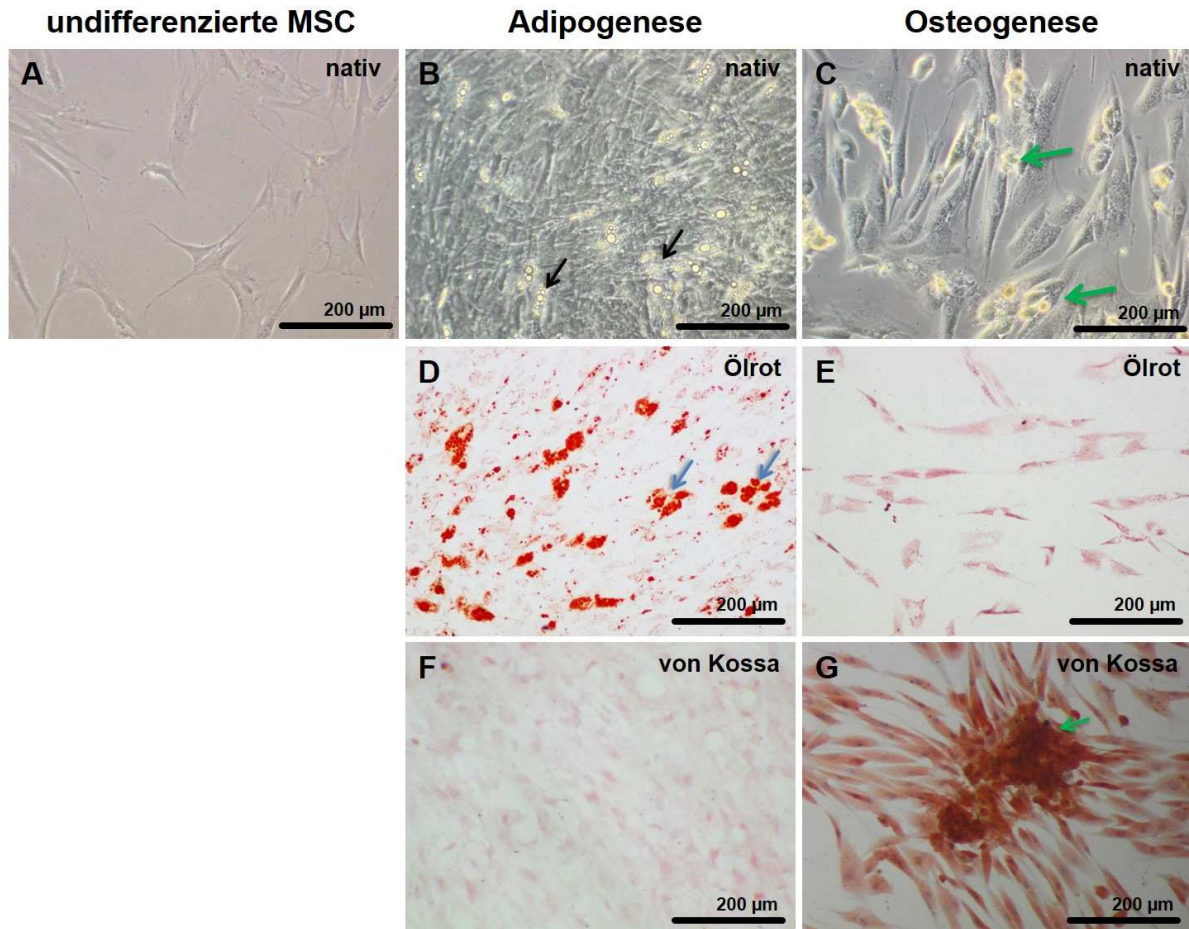 undifferenzierte MSC
Adipogenese
Osteogenese
A
nativ
200 µm
B
nativ
200 µm
C
nativ
200 µm
D
Ölrot
200 µm
E
Ölrot
200 µm
F
von Kossa
200 µm
G
von Kossa
200 µm